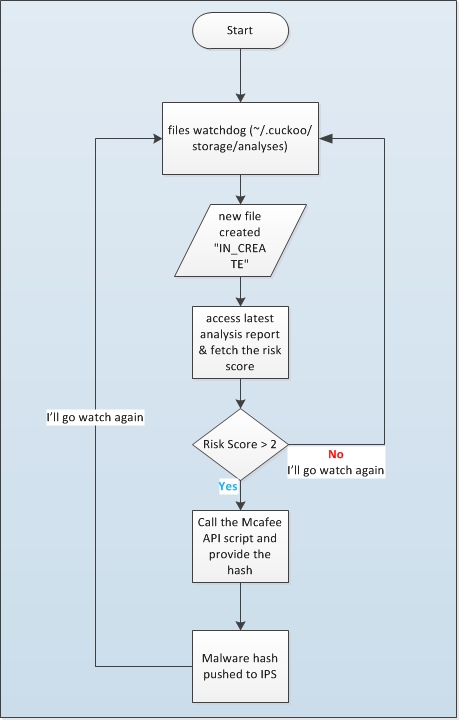 Start
files watchdog (~/.cuckoo/
storage/analyses)
new file
created
"IN_CREA
TE"
access latest
analysis report
& fetch the risk
score
I'll go watch again
Risk Score > 2
No
I'll go watch again
Yes
Call the Mcafee
API script and
provide the
hash
Malware hash
pushed to IPS